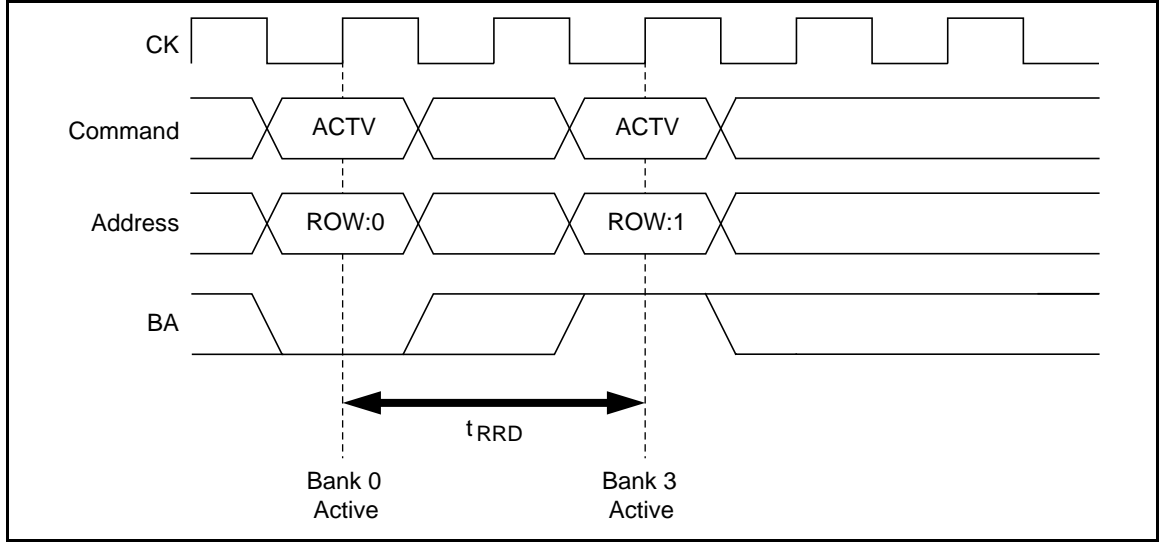 CK
Command
ACTV
ACTV
Address
ROW:0
ROW:1
BA
tRRD
Bank 0
Active
Bank 3
Active